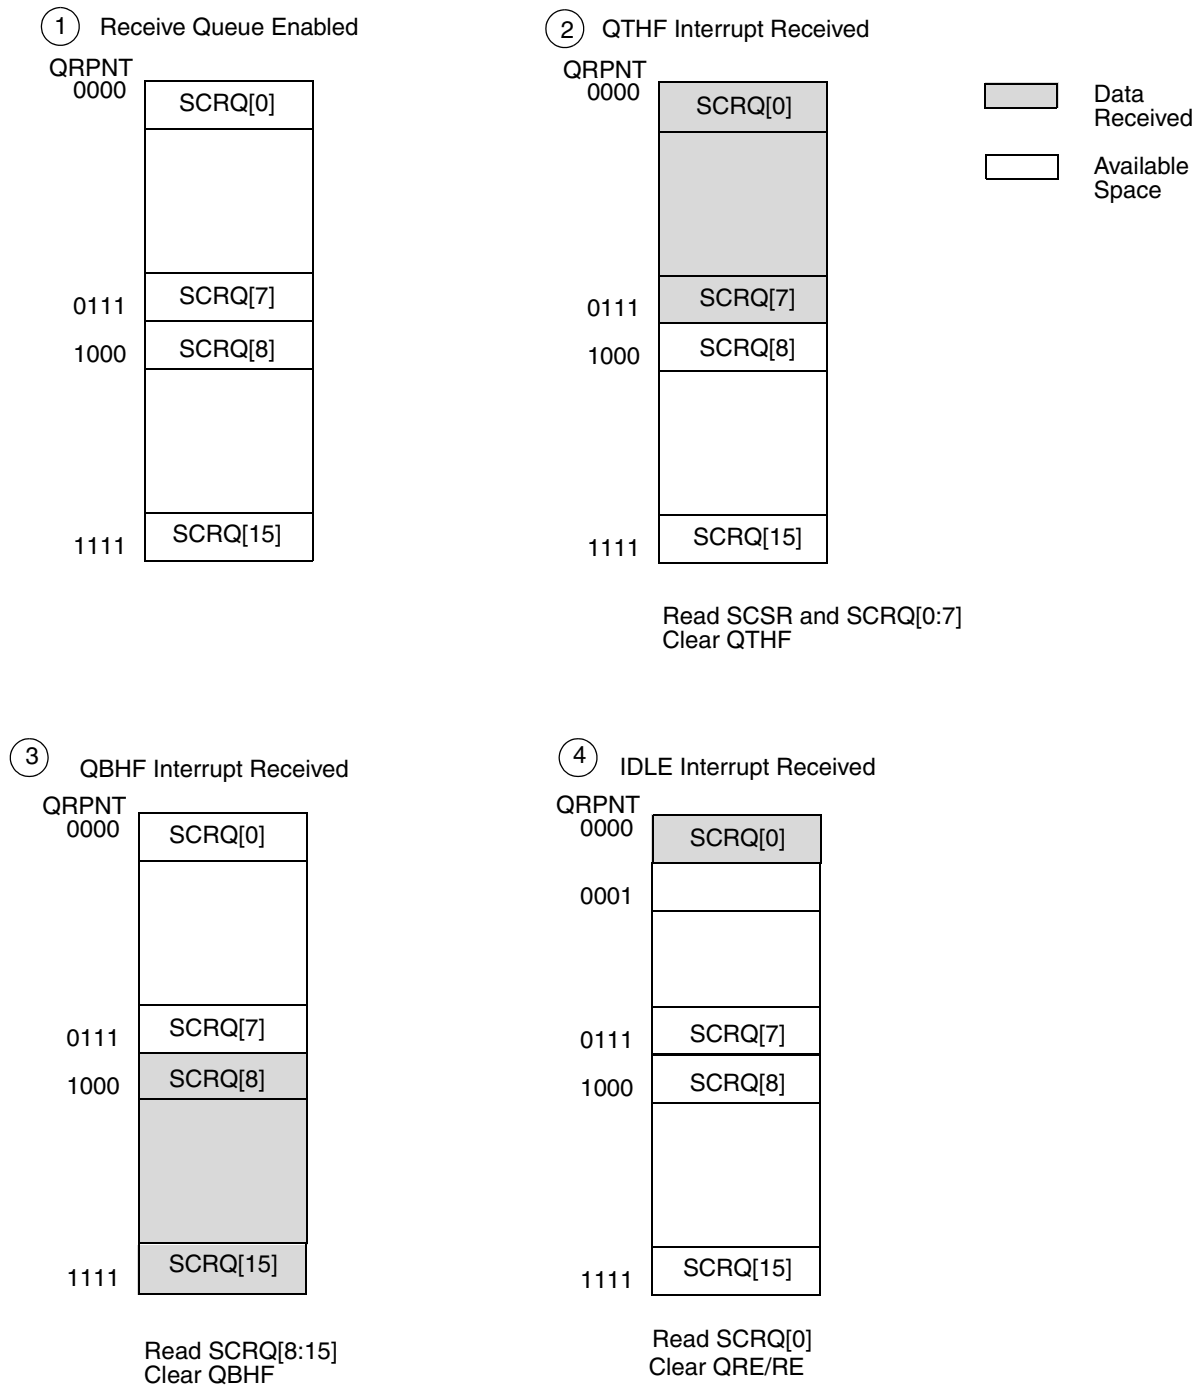 1 Receive Queue Enabled
QRPNT
0000 SCRQ[0]
0111 SCRQ[7]
1000 SCRQ[8]
1111 SCRQ[15]
2 QTHF Interrupt Received
QRPNT
0000 SCRQ[0]
0111 SCRQ[7]
1000 SCRQ[8]
1111 SCRQ[15]
Read SCSR and SCRQ[0:7]
Clear QTHF
Data
Received
Available
Space
3 QBHF Interrupt Received
QRPNT
0000 SCRQ[0]
0111 SCRQ[7]
1000 SCRQ[8]
1111 SCRQ[15]
Read SCRQ[8:15]
Clear QBHF
4 IDLE Interrupt Received
QRPNT
0000 SCRQ[0]
0001
0111 SCRQ[7]
1000 SCRQ[8]
1111 SCRQ[15]
Read SCRQ[0]
Clear QRE/RE